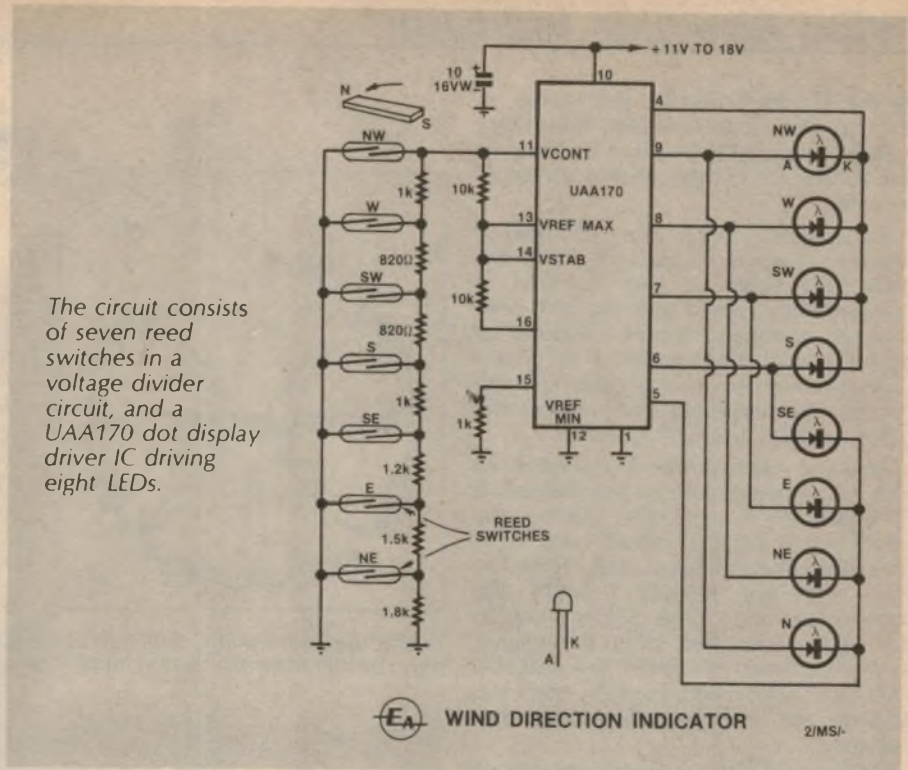 The circuit consists
of seven reed
switches in a
voltage divider
circuit, and a
UAA170 dot display
driver IC driving
eight LEDs.
+11V TO 18V
10
16VW
+
-
10
N
S
NW
W
SW
S
SE
E
NE
1k
820Ω
820Ω
1k
1.2k
1.5k
1.8k
REED
SWITCHES
10k
10k
1k
11 VCONT
UAA170
13 VREF MAX
14 VSTAB
16
15
VREF
MIN
12
1
4
9
8
7
6
5
NW
A K
λ
W
λ
SW
λ
S
λ
SE
λ
E
λ
NE
λ
N
λ
A
K
EA WIND DIRECTION INDICATOR
2/MS/-